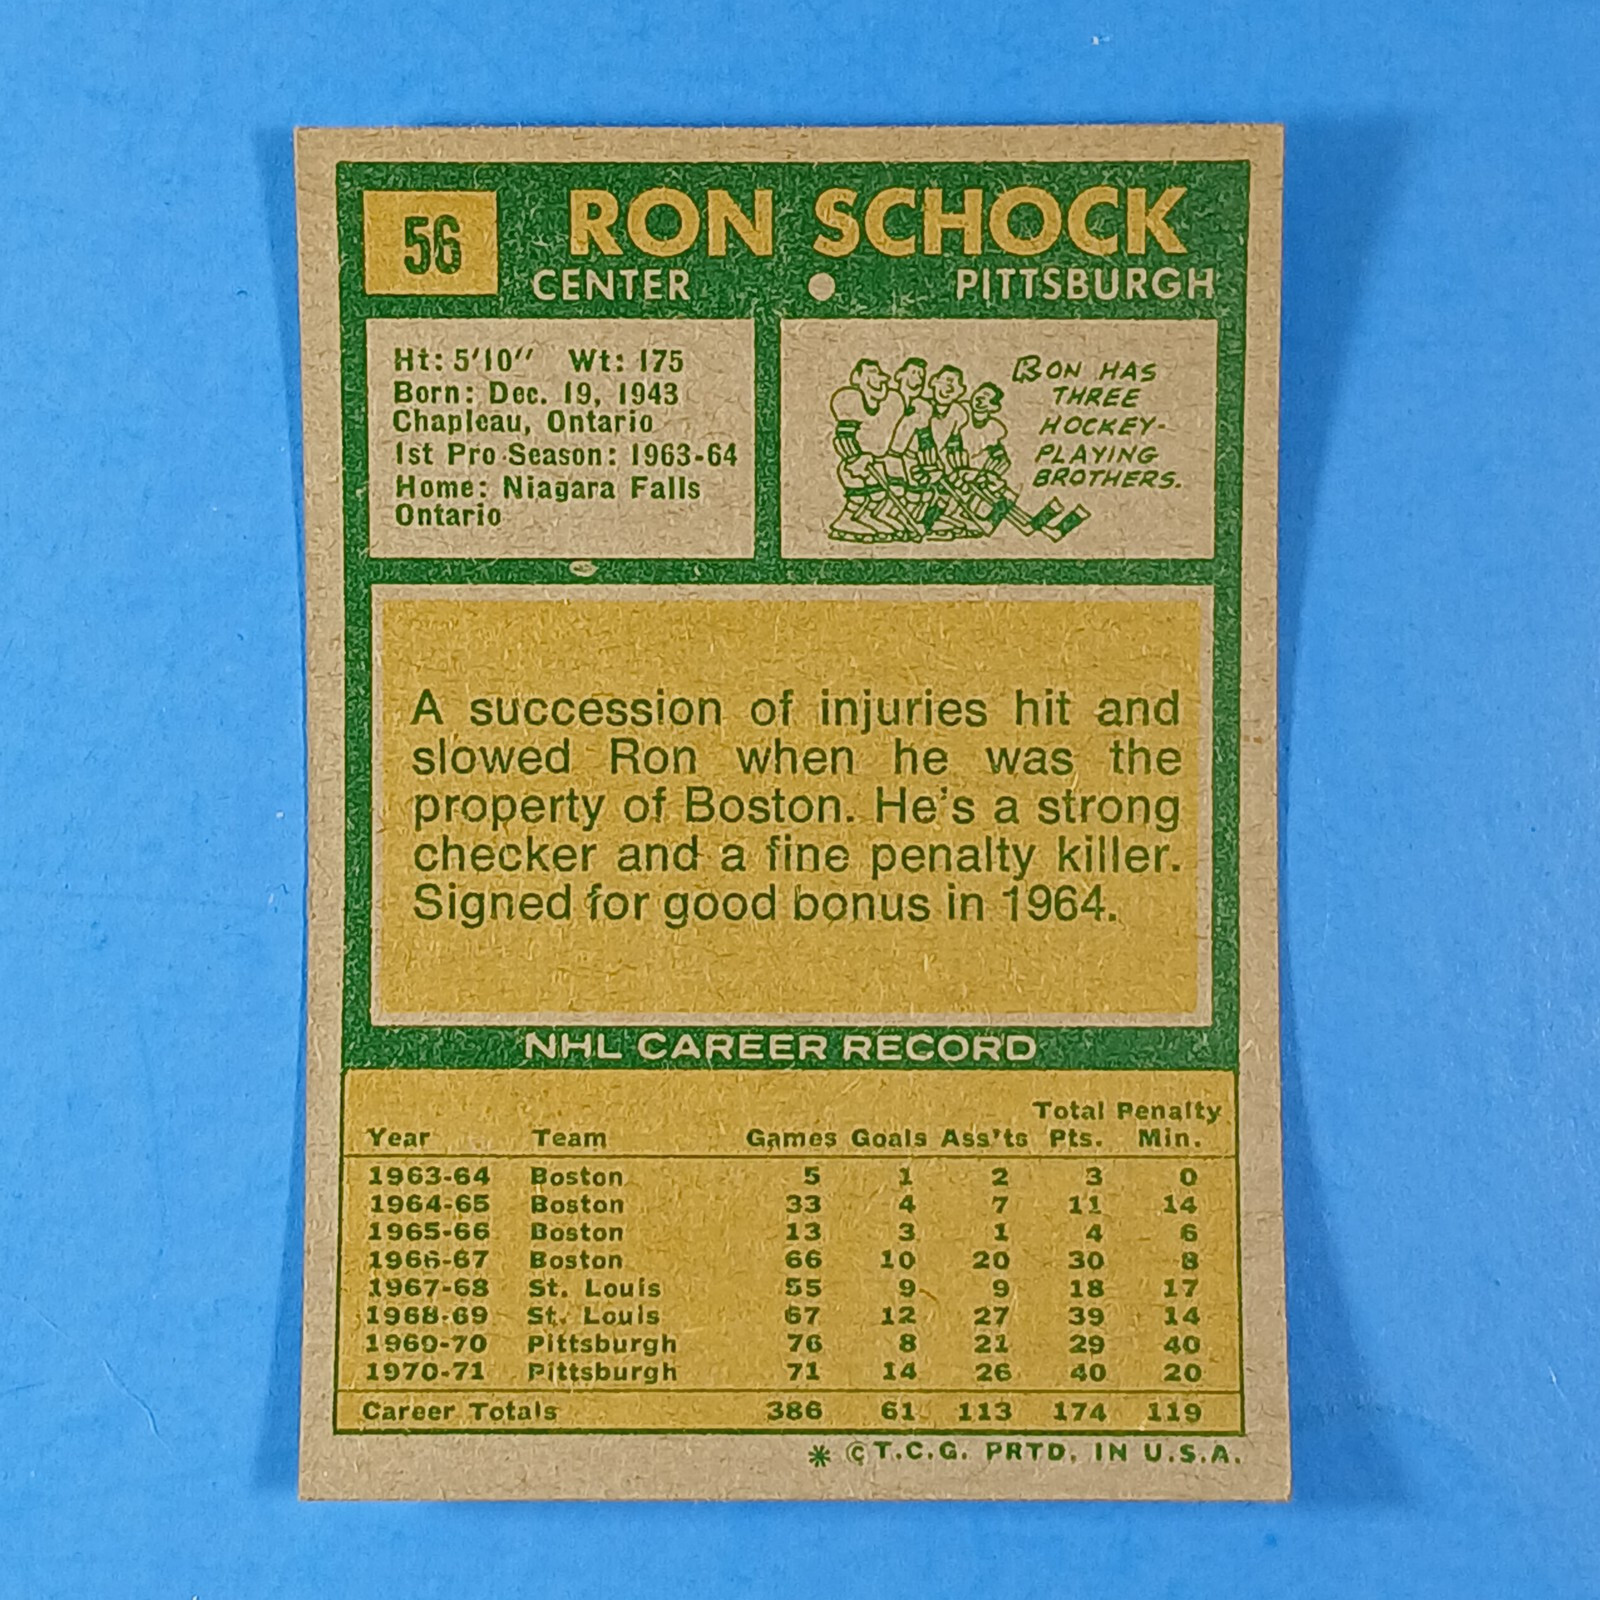 56
RON SCHOCK
CENTER • PITTSBURGH
Ht: 5'10" Wt: 175
Born: Dec. 19, 1943
Chapleau, Ontario
1st Pro Season: 1963-64
Home: Niagara Falls
Ontario
RON HAS
THREE
HOCKEY-
PLAYING
BROTHERS.
A succession of injuries hit and
slowed Ron when he was the
property of Boston. He's a strong
checker and a fine penalty killer.
Signed for good bonus in 1964.
NHL CAREER RECORD
Total Penalty
Year Team Games Goals Ass'ts Pts. Min.
1963-64 Boston 5 1 2 3 0
1964-65 Boston 33 4 7 11 14
1965-66 Boston 13 3 1 4 6
1966-67 Boston 66 10 20 30 8
1967-68 St. Louis 55 9 9 18 17
1968-69 St. Louis 67 12 27 39 14
1969-70 Pittsburgh 76 8 21 29 40
1970-71 Pittsburgh 71 14 26 40 20
Career Totals 386 61 113 174 119
* © T.C.G. PRTD. IN U.S.A.